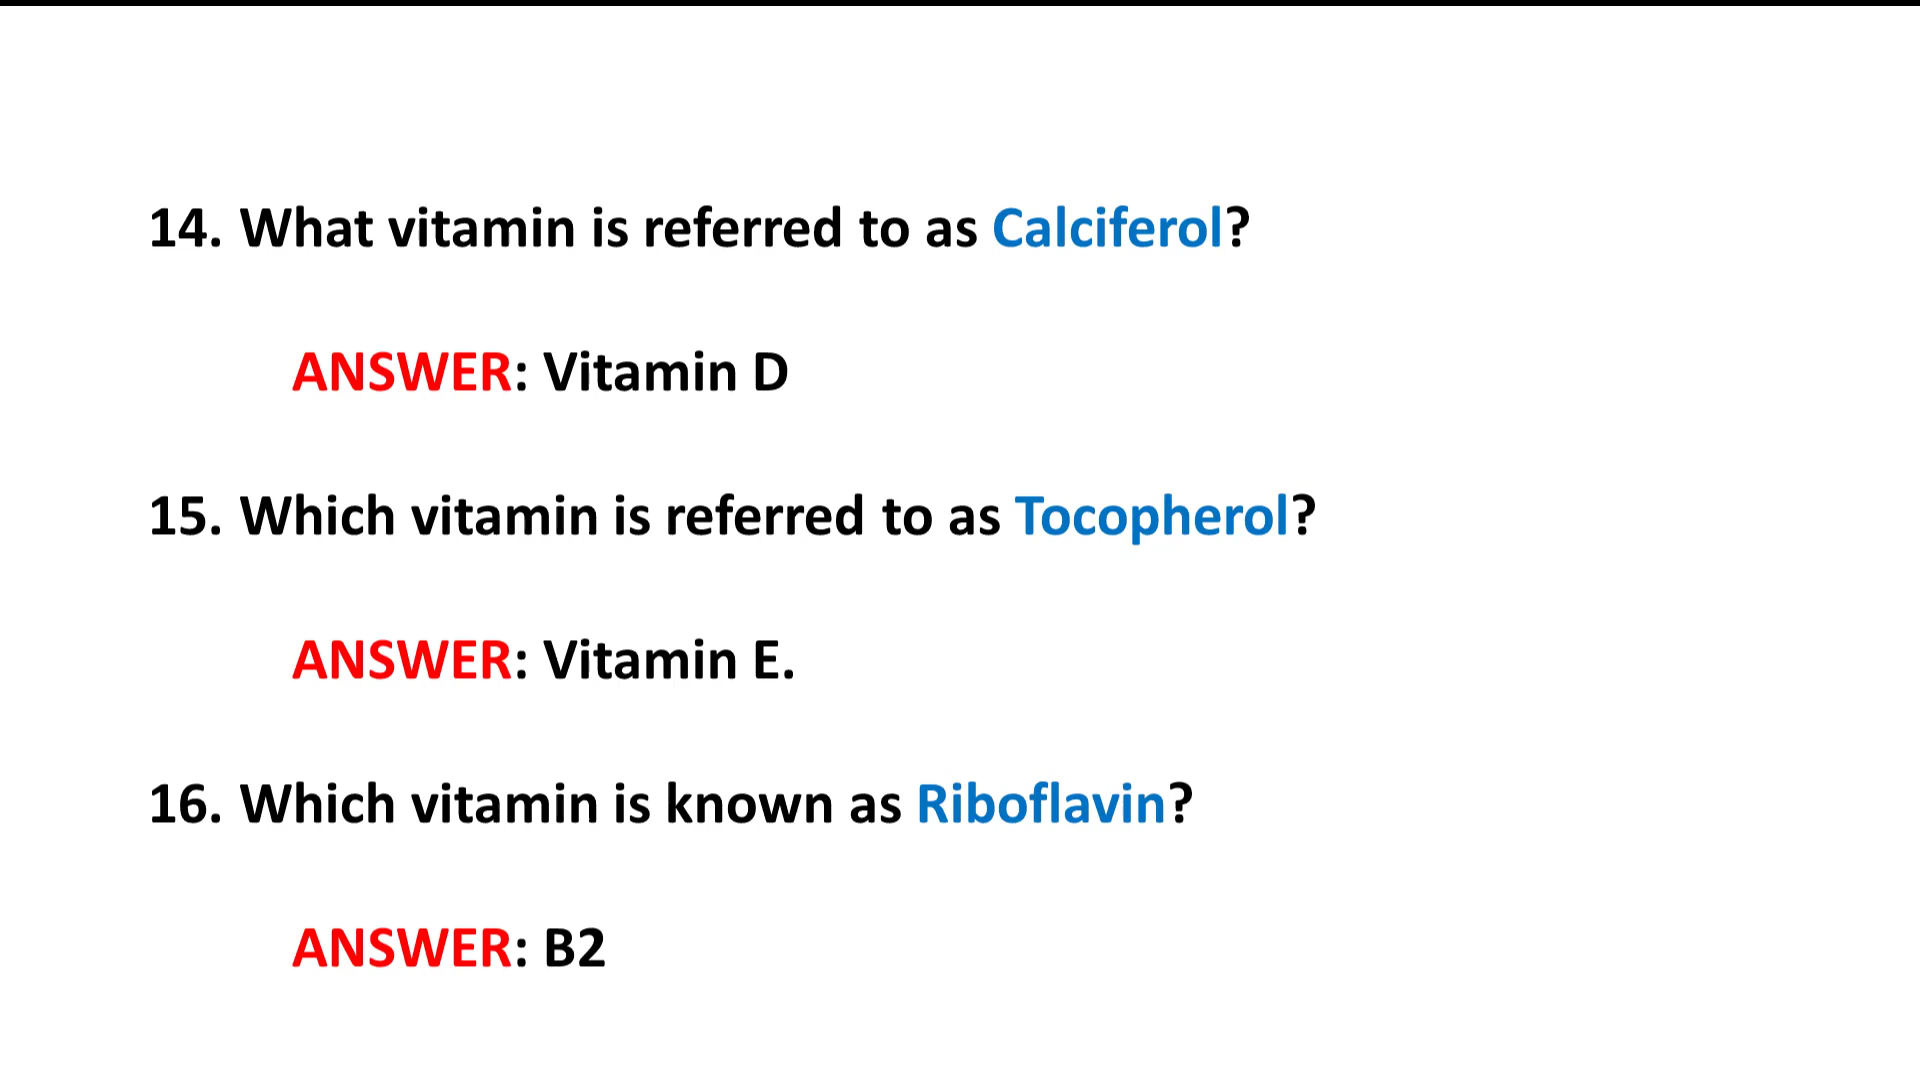 14. What vitamin is referred to as Calciferol?
ANSWER: Vitamin D
15. Which vitamin is referred to as Tocopherol?
ANSWER: Vitamin E.
16. Which vitamin is known as Riboflavin?
ANSWER: B2